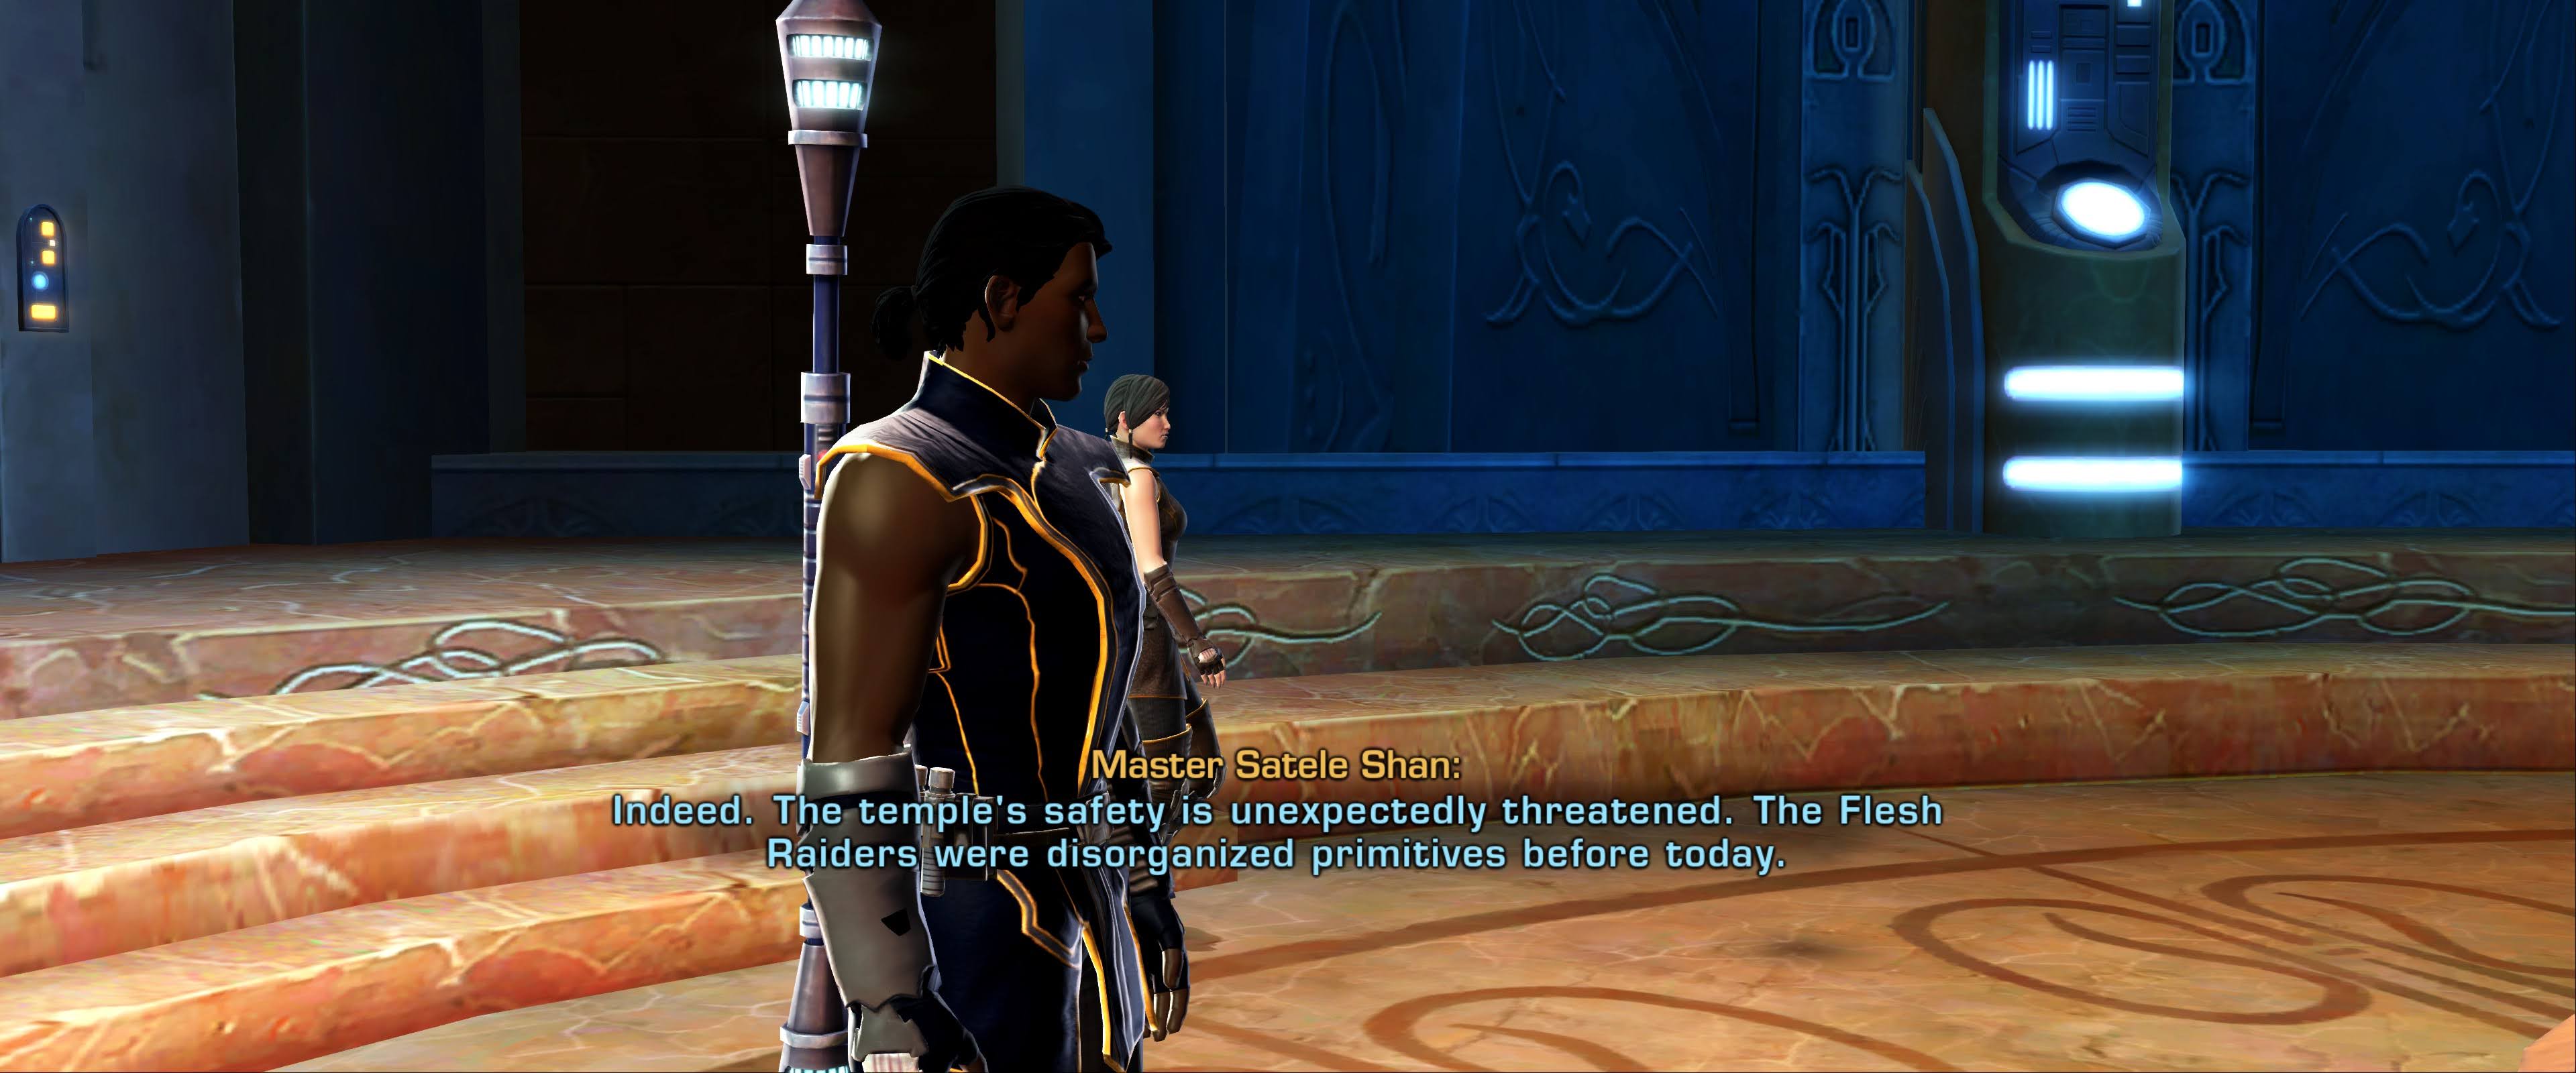 Master Satele Shan:
Indeed. The temple's safety is unexpectedly threatened. The Flesh
Raiders were disorganized primitives before today.